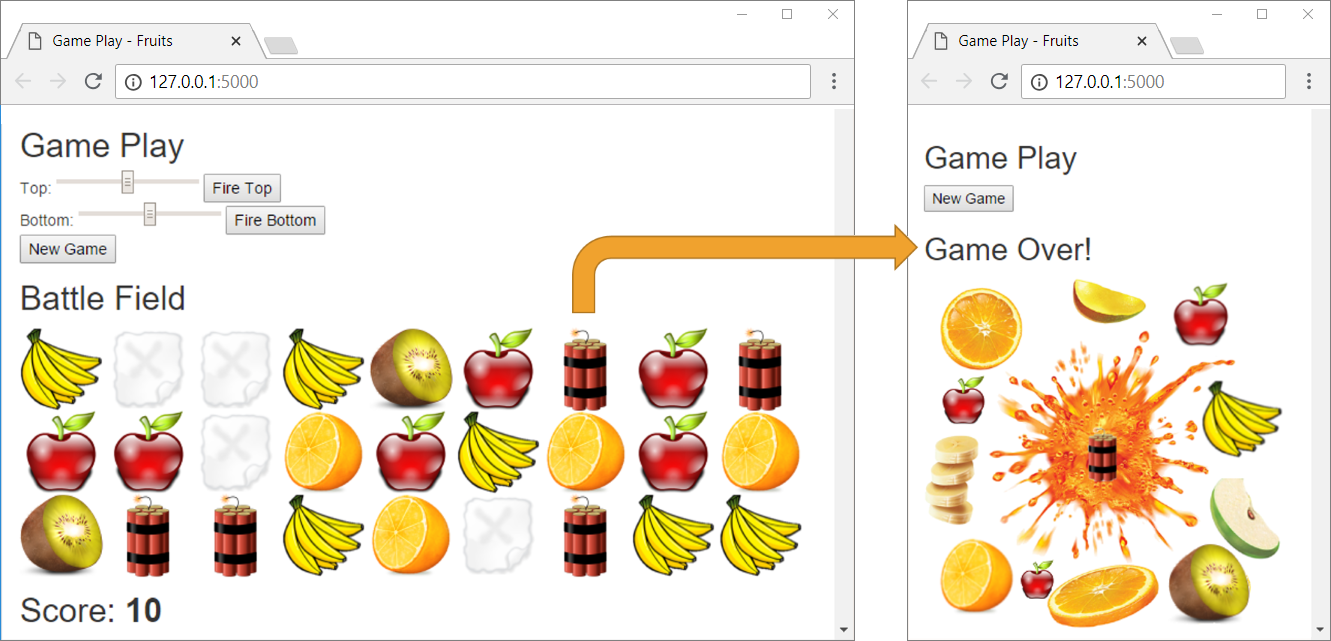 Game Play - Fruits
127.0.0.1:5000
Game Play
Top:
Fire Top
Bottom:
Fire Bottom
New Game
Battle Field
Score: 10
Game Play - Fruits
127.0.0.1:5000
Game Play
New Game
Game Over!